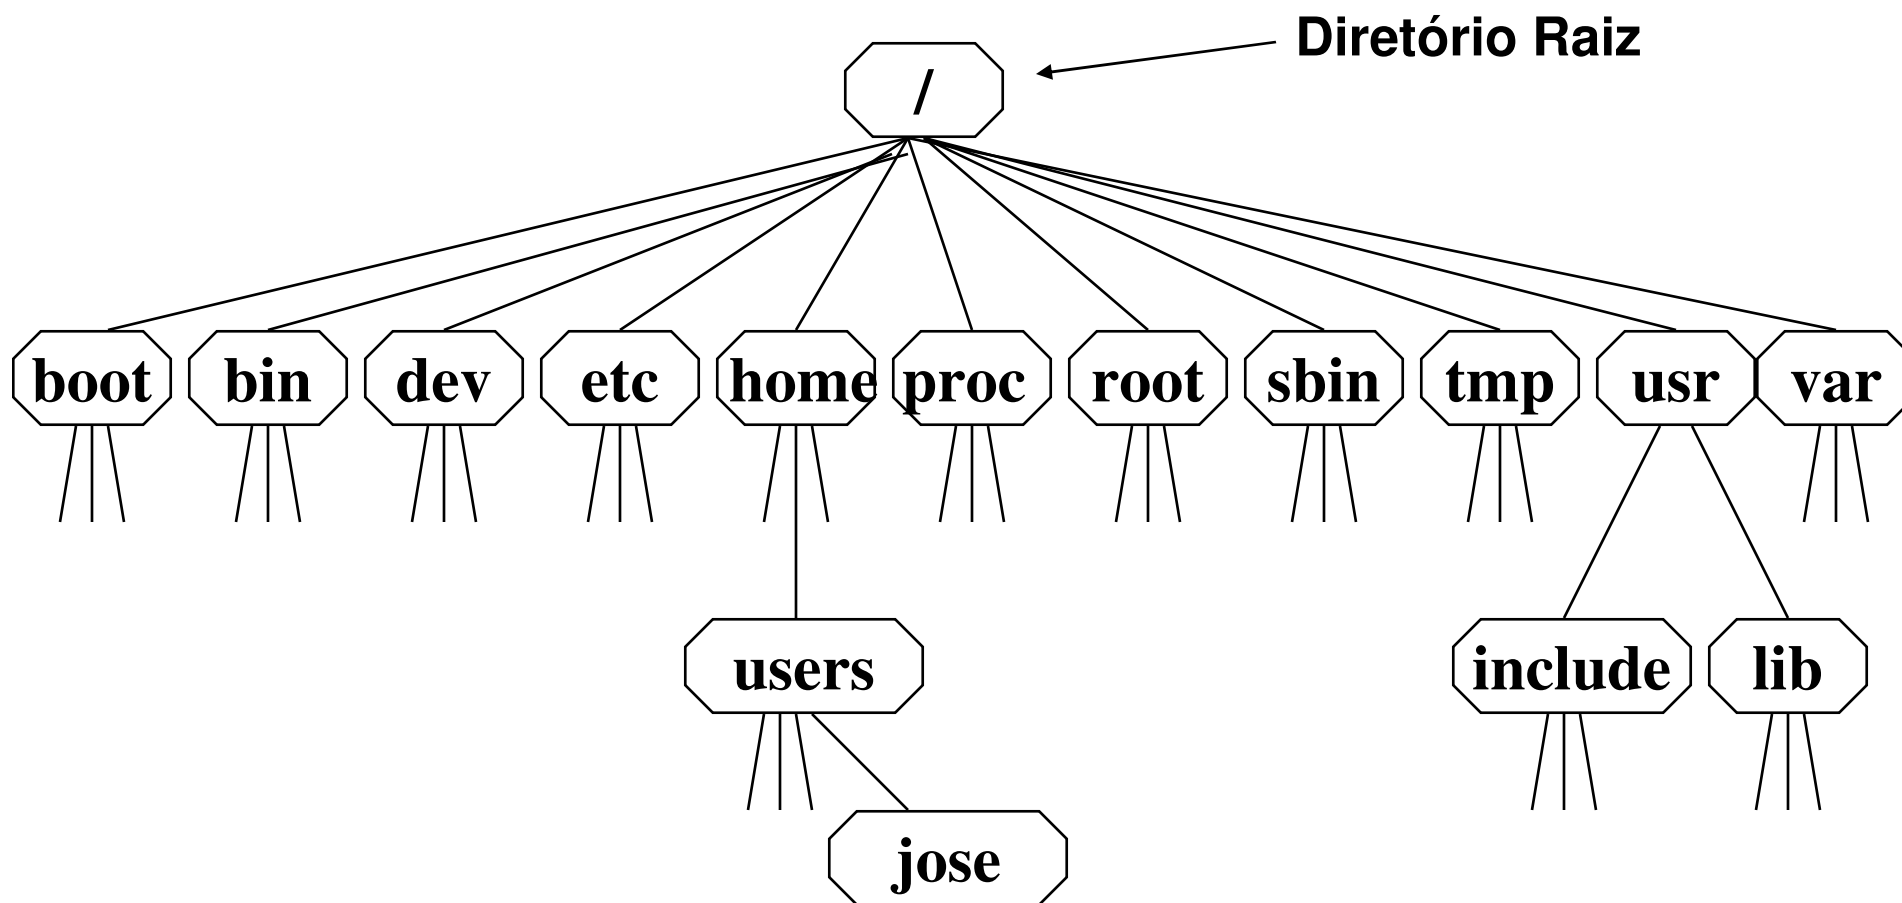 Diretório Raiz
/
boot bin dev etc home proc root sbin tmp usr var
users include lib
jose